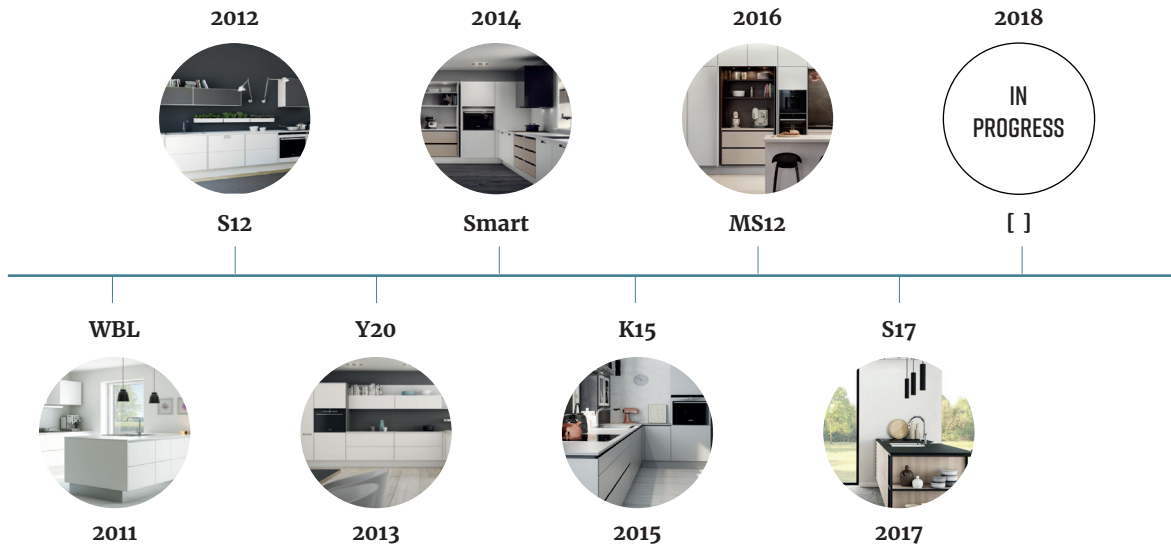 2012
2014
2016
2018
IN
PROGRESS
S12
Smart
MS12
[ ]
WBL
Y20
K15
S17
2011
2013
2015
2017